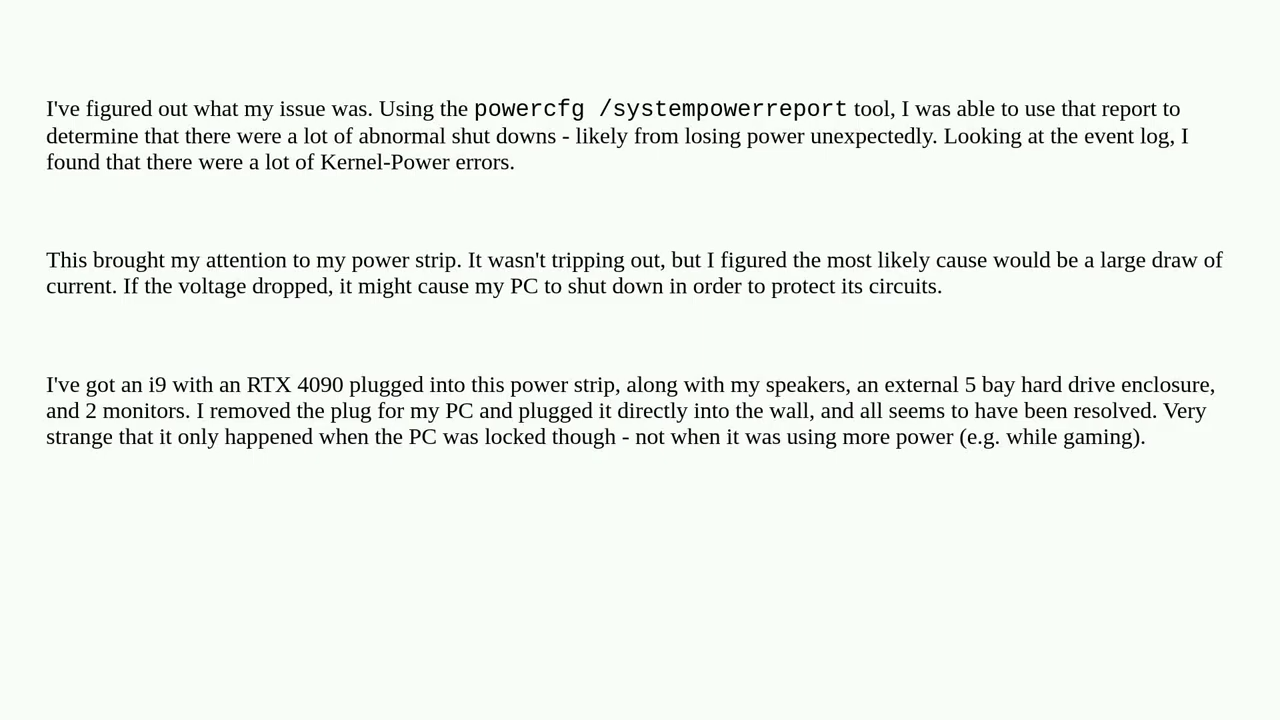 I've figured out what my issue was. Using the powercfg /systempowerreport tool, I was able to use that report to
determine that there were a lot of abnormal shut downs - likely from losing power unexpectedly. Looking at the event log, I
found that there were a lot of Kernel-Power errors.
This brought my attention to my power strip. It wasn't tripping out, but I figured the most likely cause would be a large draw of
current. If the voltage dropped, it might cause my PC to shut down in order to protect its circuits.
I've got an i9 with an RTX 4090 plugged into this power strip, along with my speakers, an external 5 bay hard drive enclosure,
and 2 monitors. I removed the plug for my PC and plugged it directly into the wall, and all seems to have been resolved. Very
strange that it only happened when the PC was locked though - not when it was using more power (e.g. while gaming).